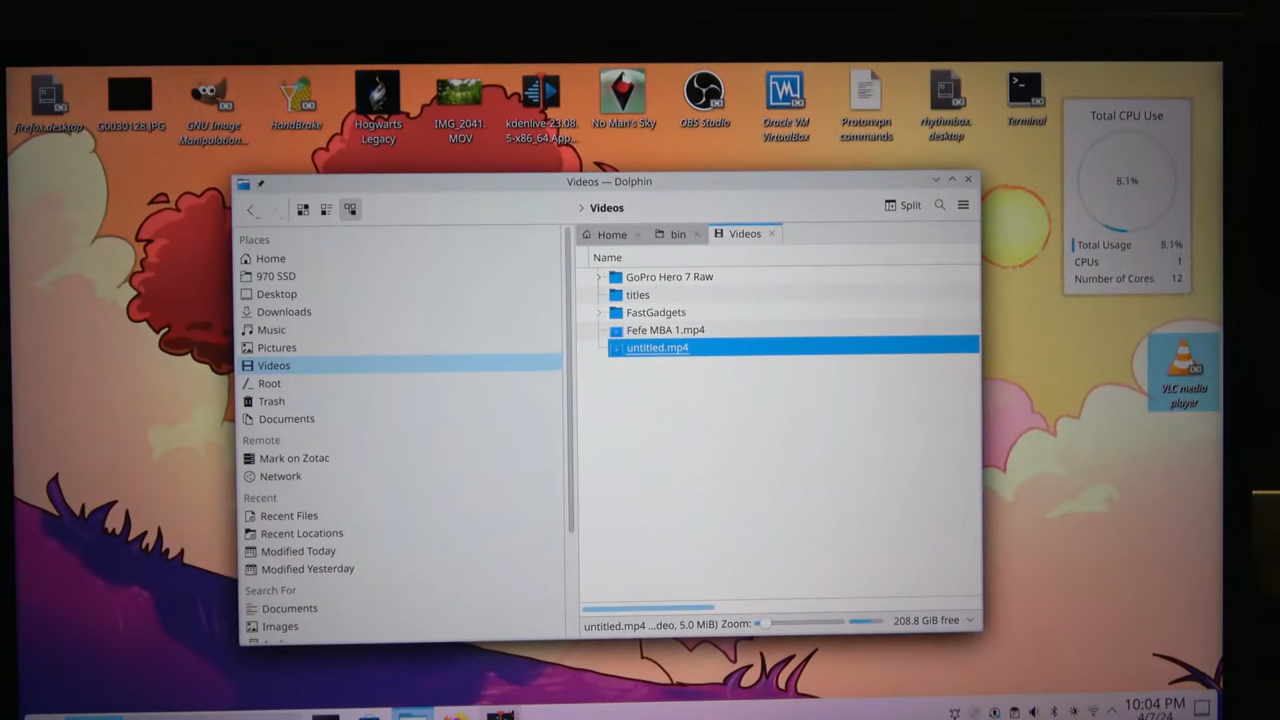 firefox.desktop
G0030128.JPG
GNU Image
Manipulation...
HandBrake
Hogwarts
Legacy
IMG_2041.
MOV
kdenlive-23.08.
5-x86_64.App...
No Man's Sky
OBS Studio
Oracle VM
VirtualBox
Protonvpn
commands
rhythmbox.
desktop
Terminal
Total CPU Use
8.1%
Total Usage 8.1%
CPUs 1
Number of Cores 12
VLC media
player
Videos — Dolphin
Videos
Split
Places
Home
970 SSD
Desktop
Downloads
Music
Pictures
Videos
Root
Trash
Documents
Remote
Mark on Zotac
Network
Recent
Recent Files
Recent Locations
Modified Today
Modified Yesterday
Search For
Documents
Images
Home
bin
Videos
Name
GoPro Hero 7 Raw
titles
FastGadgets
Fefe MBA 1.mp4
untitled.mp4
untitled.mp4 ...deo, 5.0 MiB) Zoom:
208.8 GiB free
10:04 PM
4/7/24